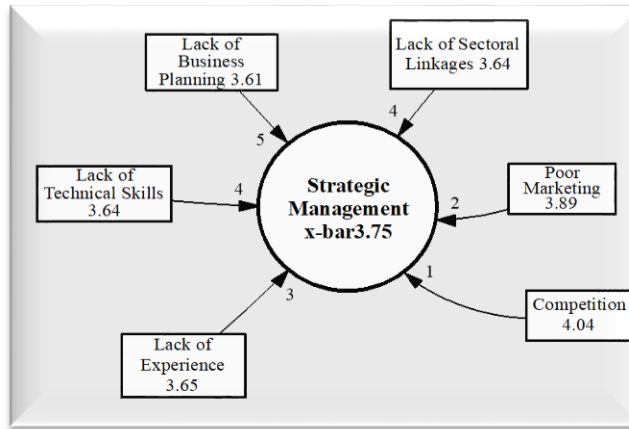 Lack of
Business
Planning 3.61
Lack of Sectoral
Linkages 3.64
5
4
Lack of
Technical Skills
3.64
4
Strategic
Management
x-bar3.75
2
Poor
Marketing
3.89
3
1
Lack of
Experience
3.65
Competition
4.04